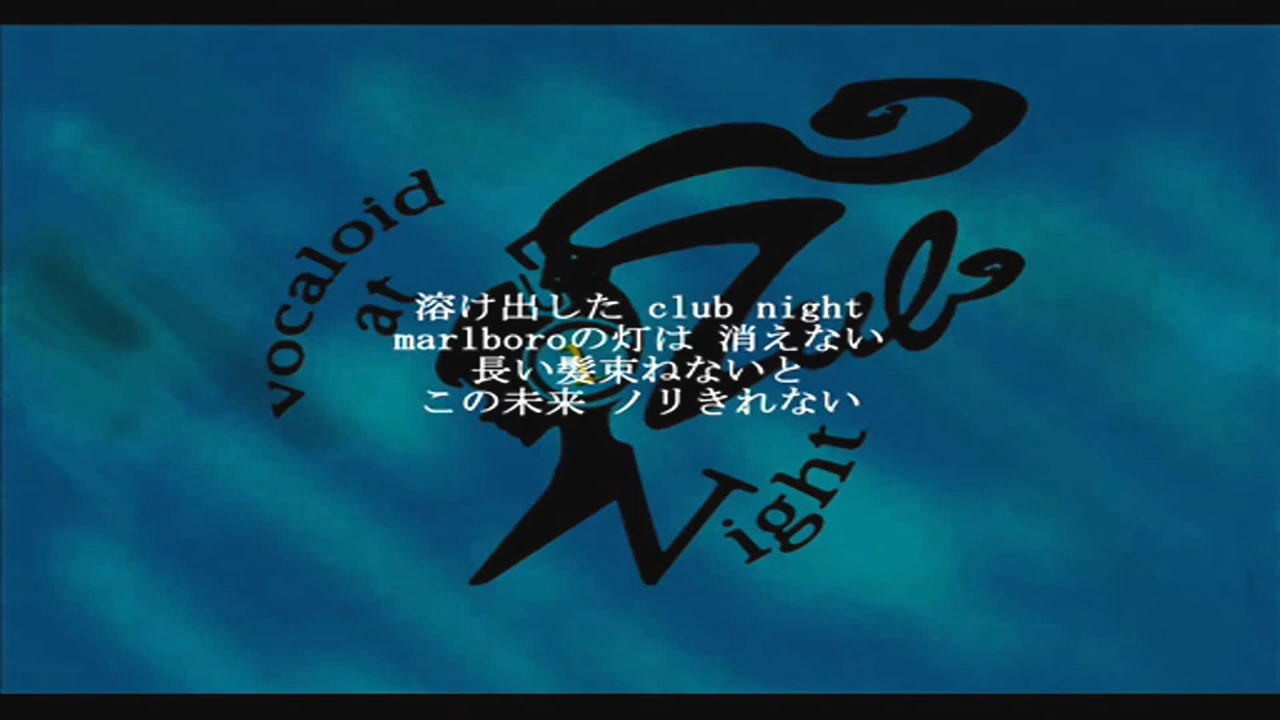 vocaloid
at
Club
Night
溶け出した club night
marlboroの灯は 消えない
長い髪束ねないと
この未来 ノリきれない